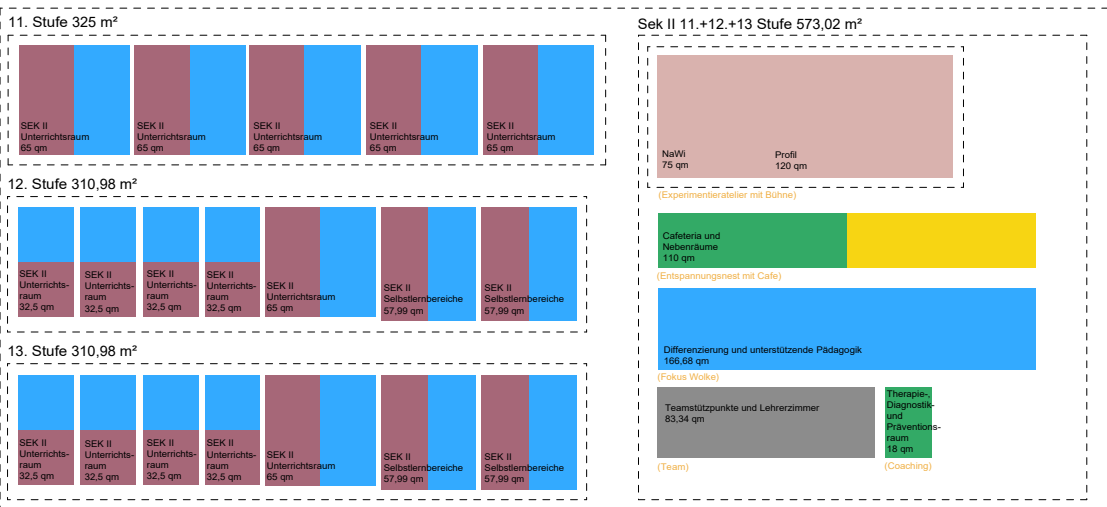 11. Stufe 325 m²
SEK II
Unterrichtsraum
65 qm
SEK II
Unterrichtsraum
65 qm
SEK II
Unterrichtsraum
65 qm
SEK II
Unterrichtsraum
65 qm
SEK II
Unterrichtsraum
65 qm
12. Stufe 310,98 m²
SEK II
Unterrichts-
raum
32,5 qm
SEK II
Unterrichts-
raum
32,5 qm
SEK II
Unterrichts-
raum
32,5 qm
SEK II
Unterrichts-
raum
32,5 qm
SEK II
Unterrichtsraum
65 qm
SEK II
Selbstlernbereiche
57,99 qm
SEK II
Selbstlernbereiche
57,99 qm
13. Stufe 310,98 m²
SEK II
Unterrichts-
raum
32,5 qm
SEK II
Unterrichts-
raum
32,5 qm
SEK II
Unterrichts-
raum
32,5 qm
SEK II
Unterrichts-
raum
32,5 qm
SEK II
Unterrichtsraum
65 qm
SEK II
Selbstlernbereiche
57,99 qm
SEK II
Selbstlernbereiche
57,99 qm
Sek II 11.+12.+13 Stufe 573,02 m²
NaWi
75 qm
Profil
120 qm
(Experimentieratelier mit Bühne)
Cafeteria und
Nebenräume
110 qm
(Entspannungsnest mit Cafe)
Differenzierung und unterstützende Pädagogik
166,68 qm
(Fokus Wolke)
Teamstützpunkte und Lehrerzimmer
83,34 qm
(Team)
Therapie-,
Diagnostik-
und
Präventions-
raum
18 qm
(Coaching)